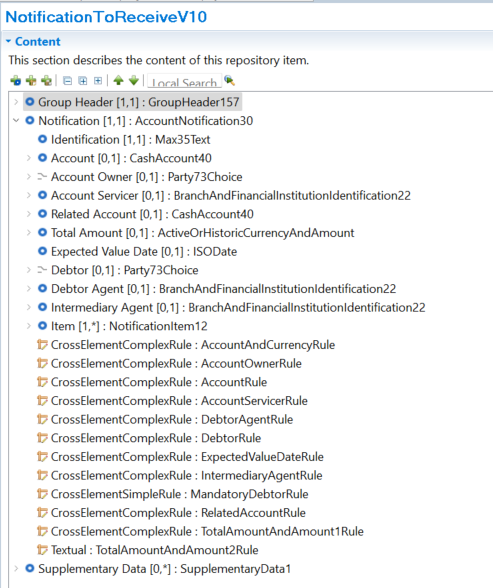 NotificationToReceiveV10
Content
This section describes the content of this repository item.
Local Search
Group Header [1,1] : GroupHeader157
Notification [1,1] : AccountNotification30
Identification [1,1] : Max35Text
Account [0,1] : CashAccount40
Account Owner [0,1] : Party73Choice
Account Servicer [0,1] : BranchAndFinancialInstitutionIdentification22
Related Account [0,1] : CashAccount40
Total Amount [0,1] : ActiveOrHistoricCurrencyAndAmount
Expected Value Date [0,1] : ISODate
Debtor [0,1] : Party73Choice
Debtor Agent [0,1] : BranchAndFinancialInstitutionIdentification22
Intermediary Agent [0,1] : BranchAndFinancialInstitutionIdentification22
Item [1,*] : NotificationItem12
CrossElementComplexRule : AccountAndCurrencyRule
CrossElementComplexRule : AccountOwnerRule
CrossElementComplexRule : AccountRule
CrossElementComplexRule : AccountServicerRule
CrossElementComplexRule : DebtorAgentRule
CrossElementComplexRule : DebtorRule
CrossElementComplexRule : ExpectedValueDateRule
CrossElementComplexRule : IntermediaryAgentRule
CrossElementSimpleRule : MandatoryDebtorRule
CrossElementComplexRule : RelatedAccountRule
CrossElementComplexRule : TotalAmountAndAmount1Rule
Textual : TotalAmountAndAmount2Rule
Supplementary Data [0,*] : SupplementaryData1